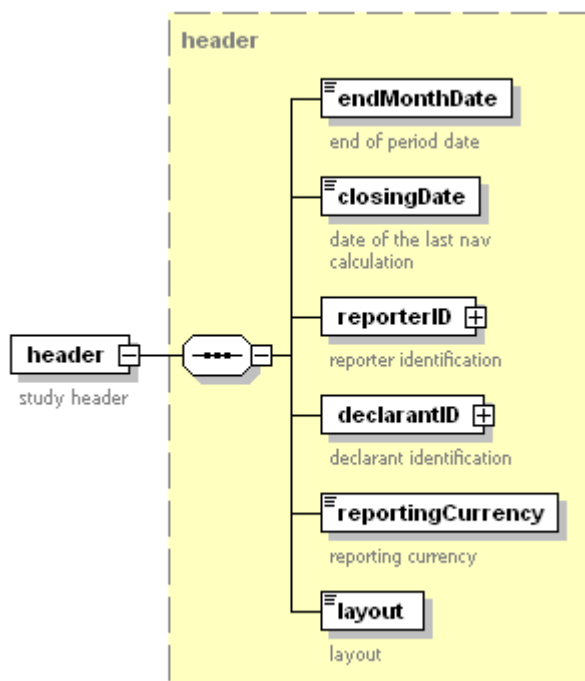 header
endMonthDate
end of period date
closingDate
date of the last nav
calculation
reporterID
reporter identification
header
study header
declarantID
declarant identification
reportingCurrency
reporting currency
layout
layout